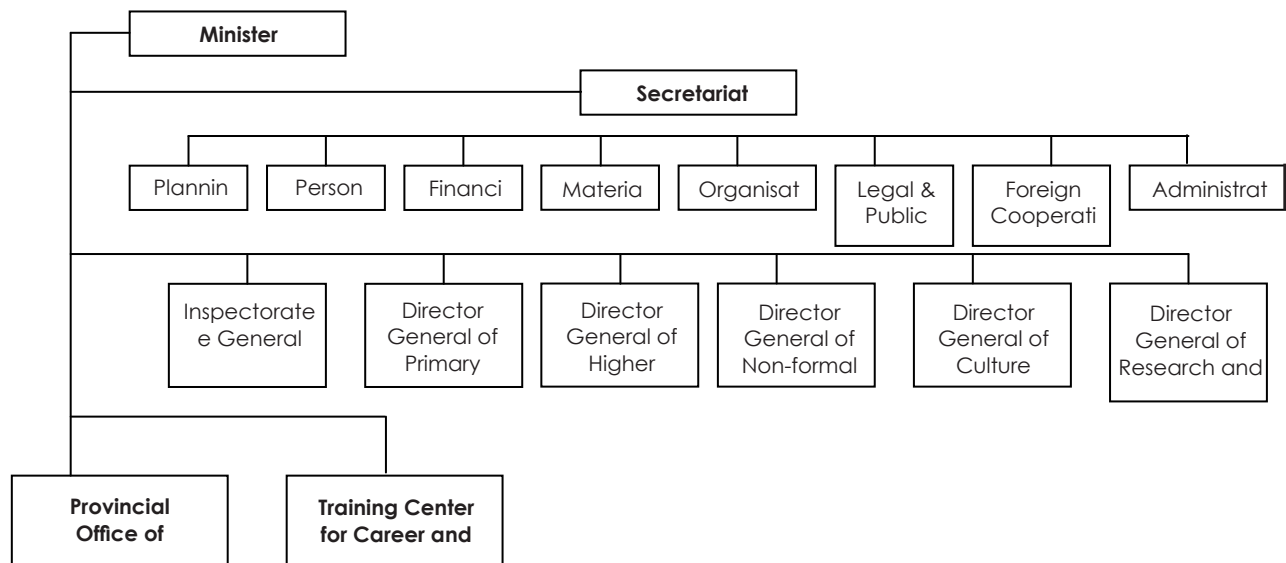 Minister
Secretariat
Plannin
Person
Financi
Materia
Organisat
Legal &
Public
Foreign
Cooperati
Administrat
Inspectorate
e General
Director
General of
Primary
Director
General of
Higher
Director
General of
Non-formal
Director
General of
Culture
Director
General of
Research and
Provincial
Office of
Training Center
for Career and